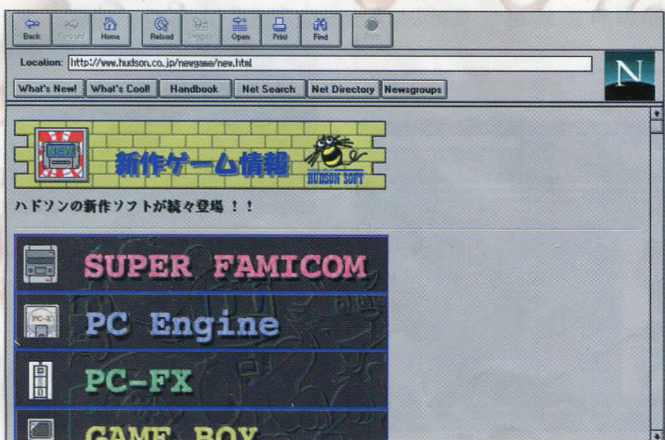 Back Forward Home Reload Images Open Print Find Stop
Location: http://www.hudson.co.jp/newgame/new.html
What's New! What's Cool! Handbook Net Search Net Directory Newsgroups
N
NEW
新作ゲーム情報
HUDSON SOFT
ハドソンの新作ソフトが続々登場！！
SUPER FAMICOM
PC Engine
PC-FX
GAME BOY